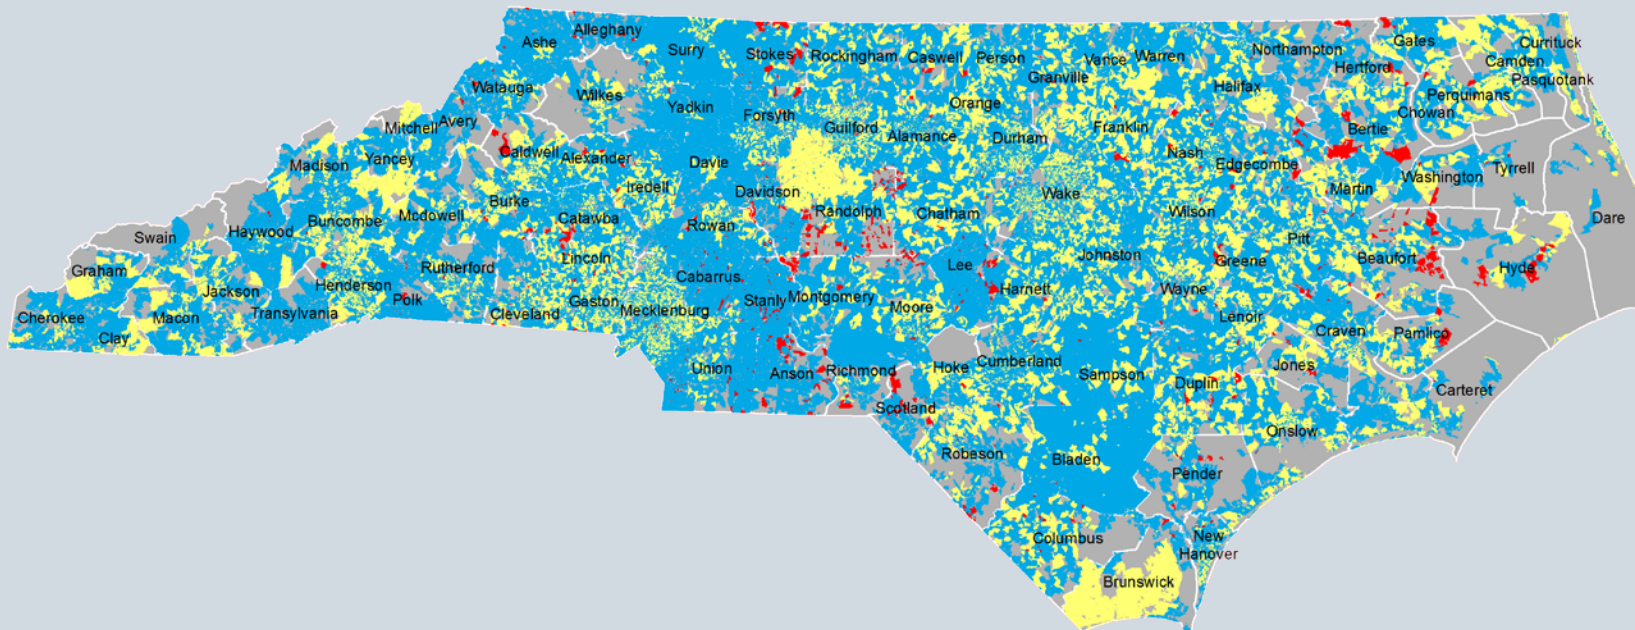 Alleghany
Ashe
Surry
Stokes
Rockingham
Caswell
Person
Vance
Warren
Northampton
Gates
Currituck
Camden
Pasquotank
Hertford
Granville
Halifax
Watauga
Wilkes
Yadkin
Forsyth
Orange
Perquimans
Chowan
Mitchell
Avery
Guilford
Alamance
Durham
Franklin
Bertie
Madison
Yancey
Caldwell
Alexander
Davie
Nash
Edgecombe
Washington
Tyrrell
Iredell
Davidson
Wake
Martin
Burke
Buncombe
Mcdowell
Catawba
Rowan
Randolph
Chatham
Wilson
Dare
Swain
Haywood
Pitt
Graham
Rutherford
Lincoln
Cabarrus
Lee
Johnston
Greene
Beaufort
Hyde
Jackson
Henderson
Polk
Gaston
Stanly
Montgomery
Harnett
Wayne
Cherokee
Macon
Transylvania
Cleveland
Mecklenburg
Moore
Lenoir
Craven
Pamlico
Clay
Union
Anson
Richmond
Hoke
Cumberland
Sampson
Duplin
Jones
Carteret
Scotland
Onslow
Robeson
Bladen
Pender
Columbus
New
Hanover
Brunswick